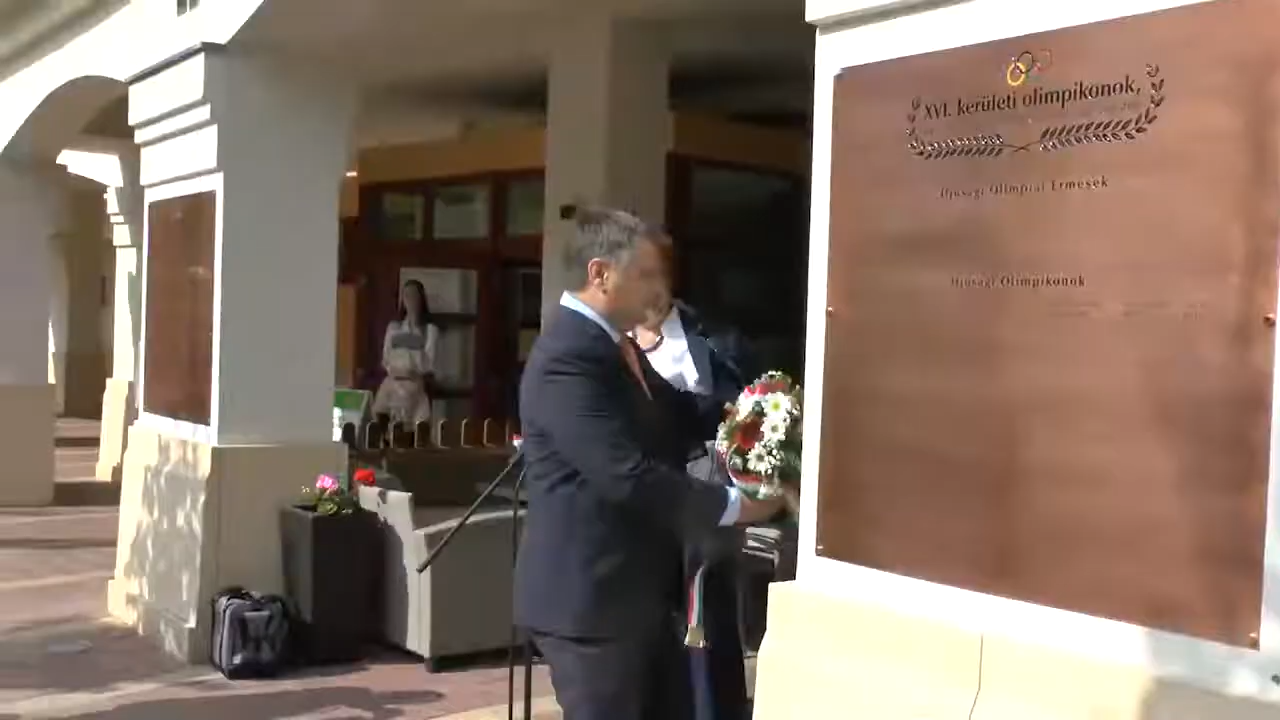 XVI. kerületi olimpikonok,
Ifjúsági Olimpiai Érmesek
Ifjúsági Olimpikonok